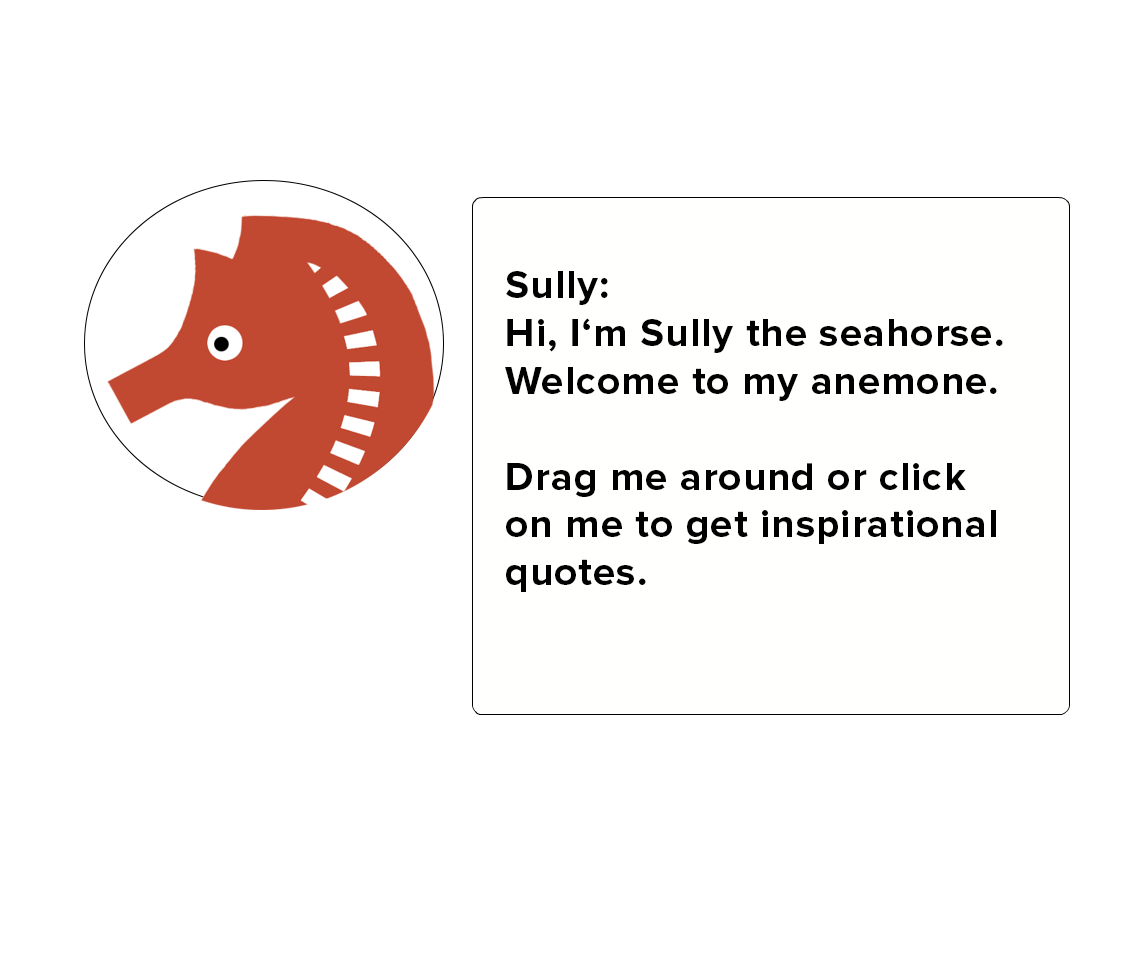 Sully:
Hi, I‘m Sully the seahorse.
Welcome to my anemone.
Drag me around or click
on me to get inspirational
quotes.